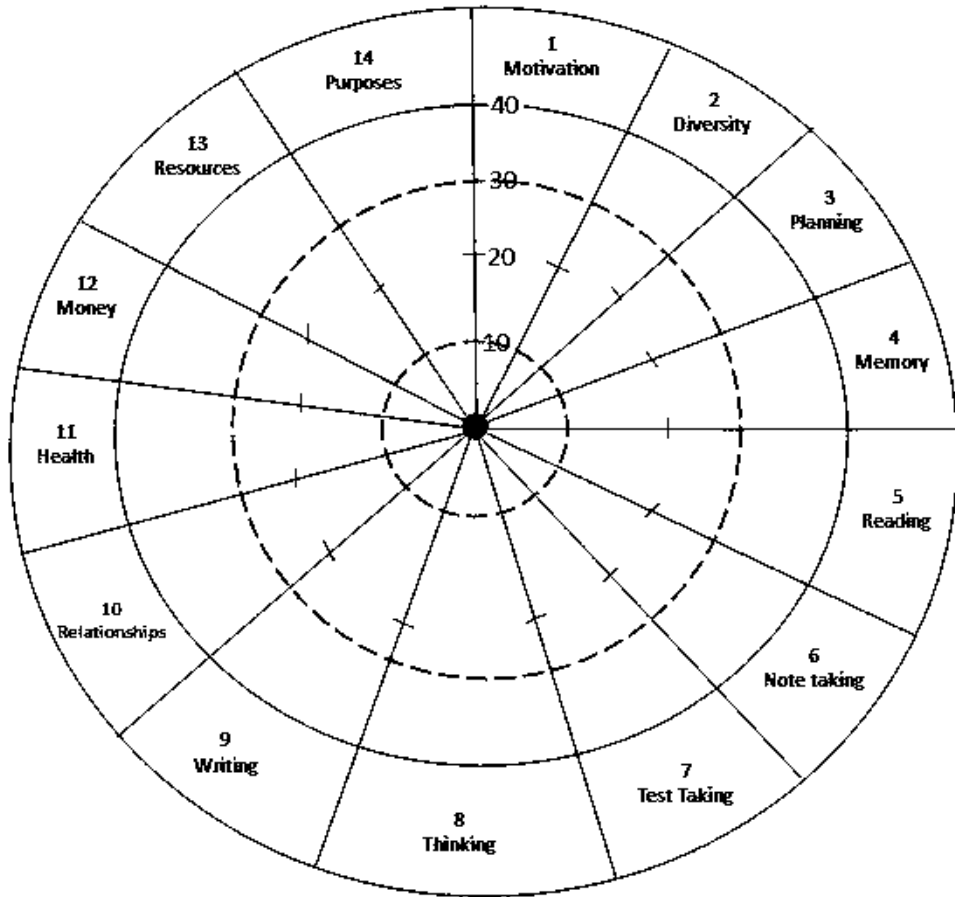 1
Motivation
2
Diversity
3
Planning
4
Memory
5
Reading
6
Note taking
7
Test Taking
8
Thinking
9
Writing
10
Relationships
11
Health
12
Money
13
Resources
14
Purposes
40
30
20
10